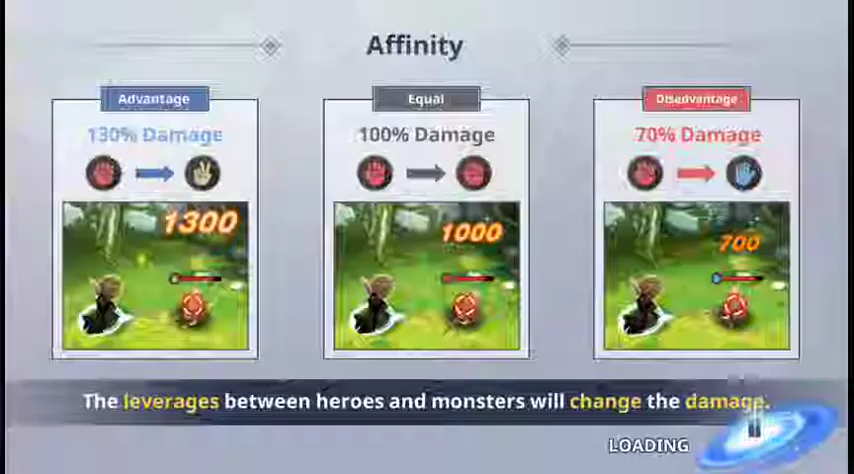 Affinity
Advantage
130% Damage
1300
Equal
100% Damage
1000
Disadvantage
70% Damage
700
The leverages between heroes and monsters will change the damage.
LOADING